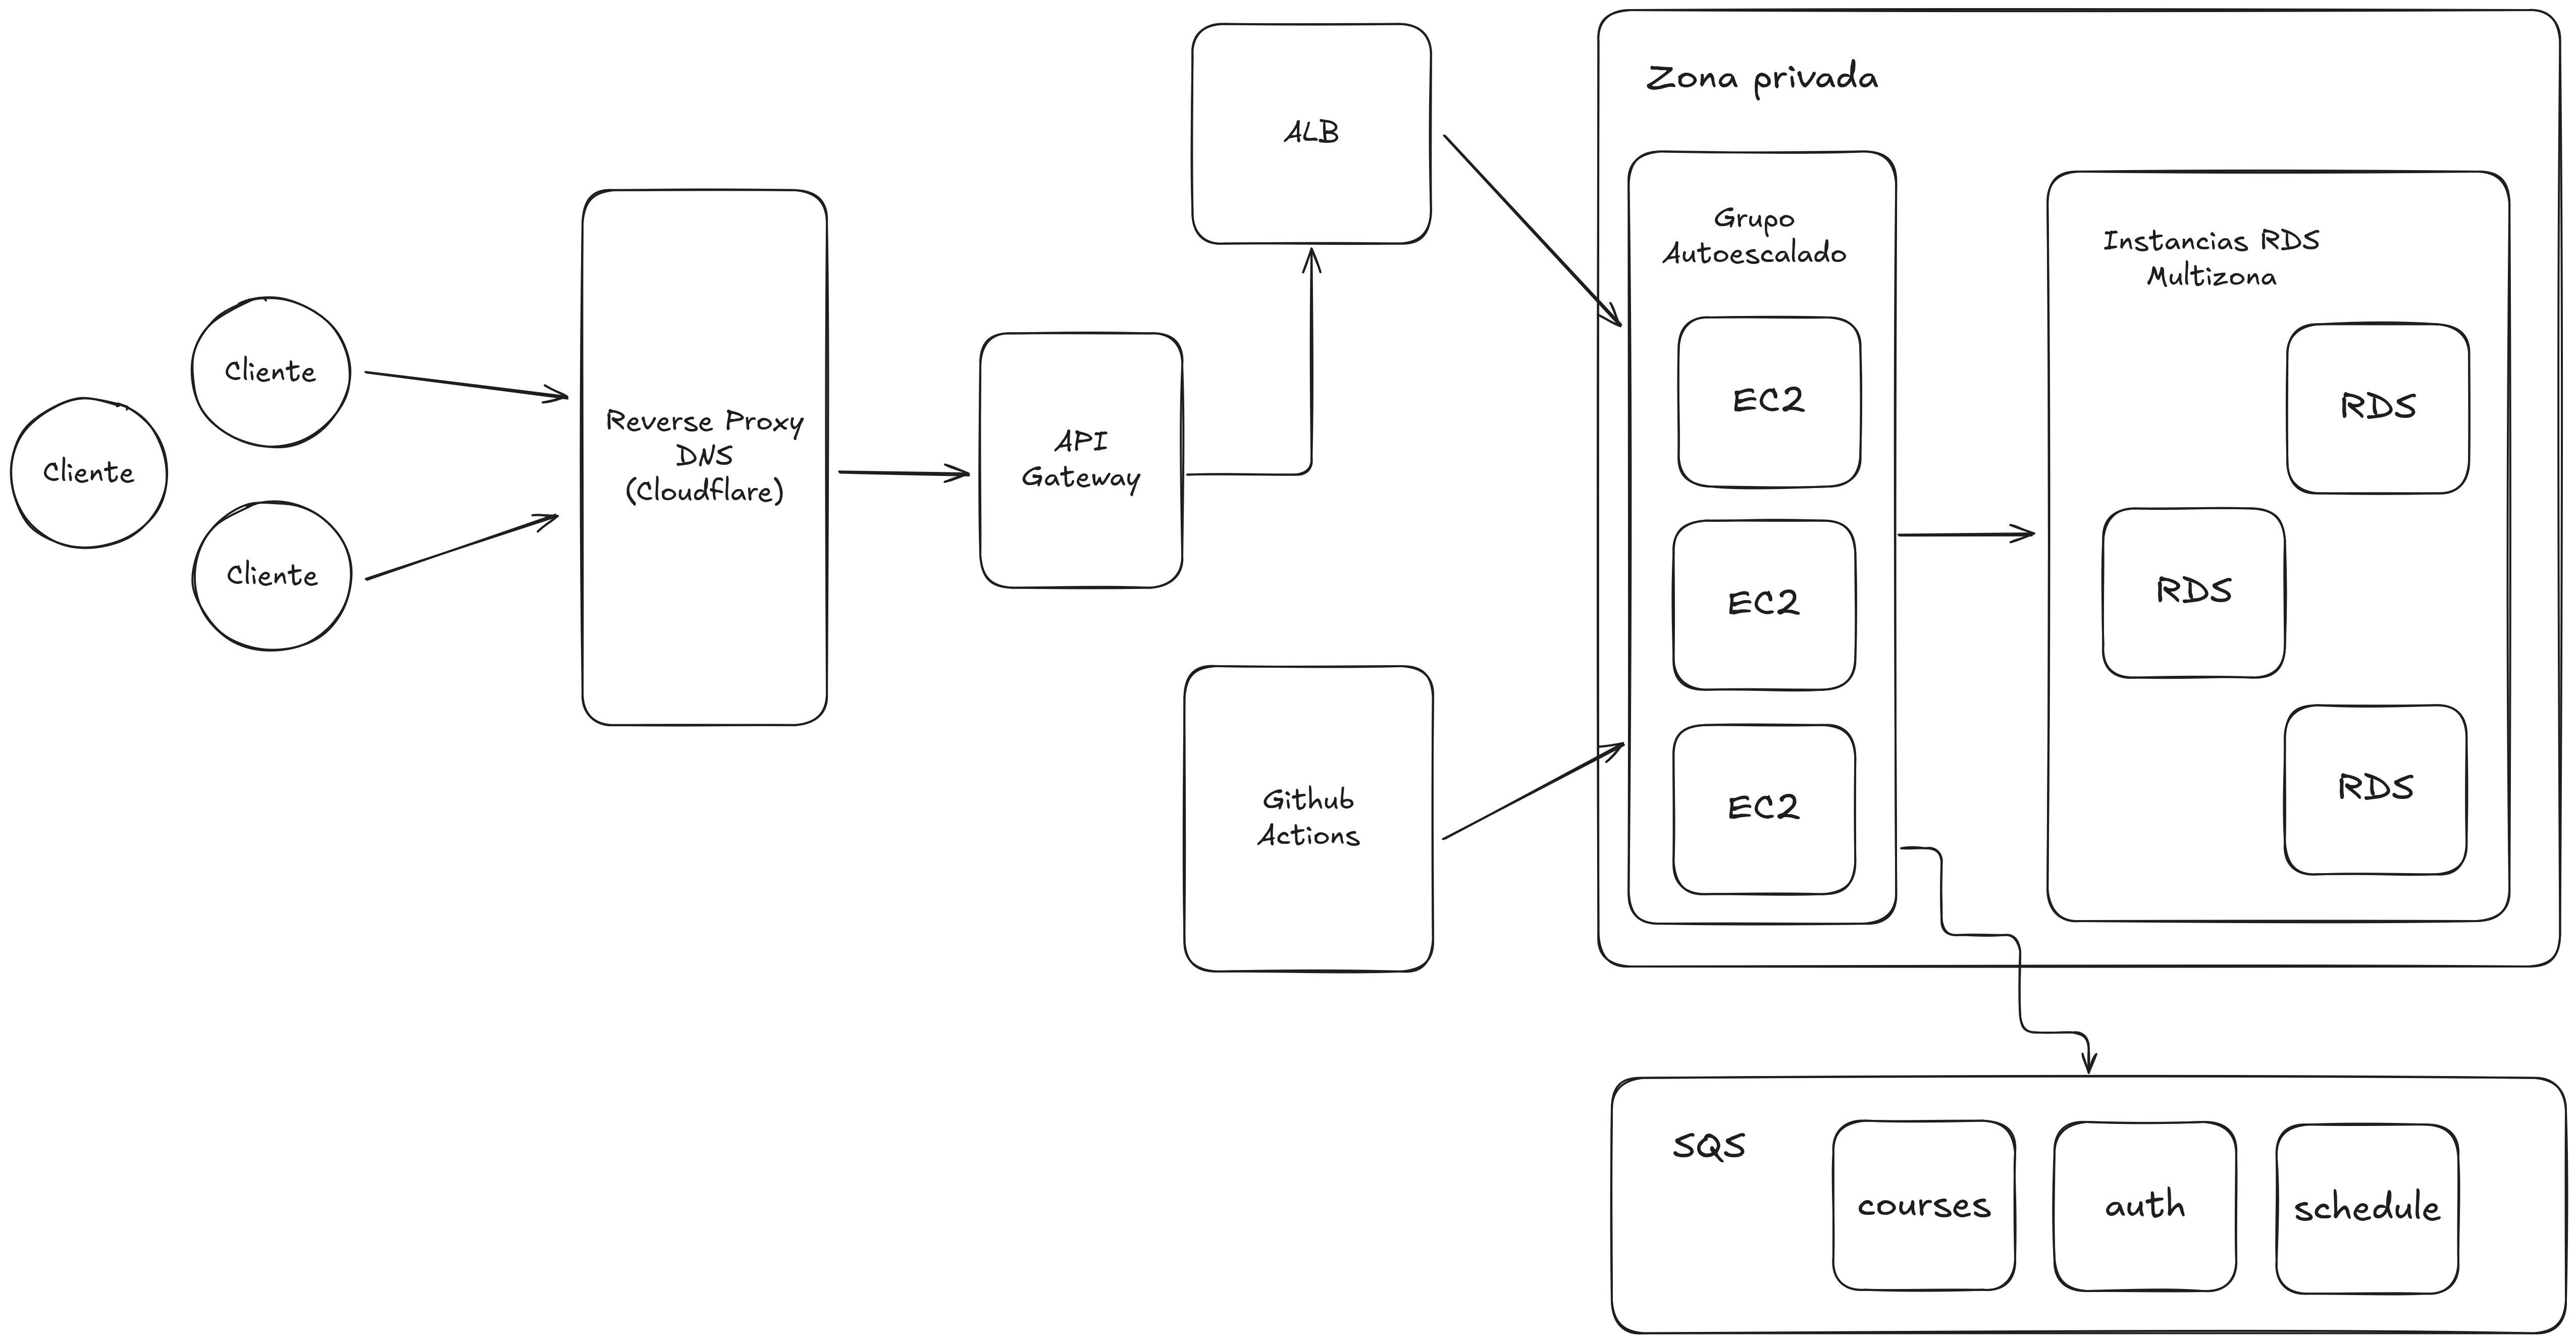 Cliente
Cliente
Cliente
Reverse Proxy
DNS
(Cloudflare)
API
Gateway
ALB
Github
Actions
Zona privada
Grupo
Autoescalado
EC2
EC2
EC2
Instancias RDS
Multizona
RDS
RDS
RDS
SQS
courses
auth
schedule